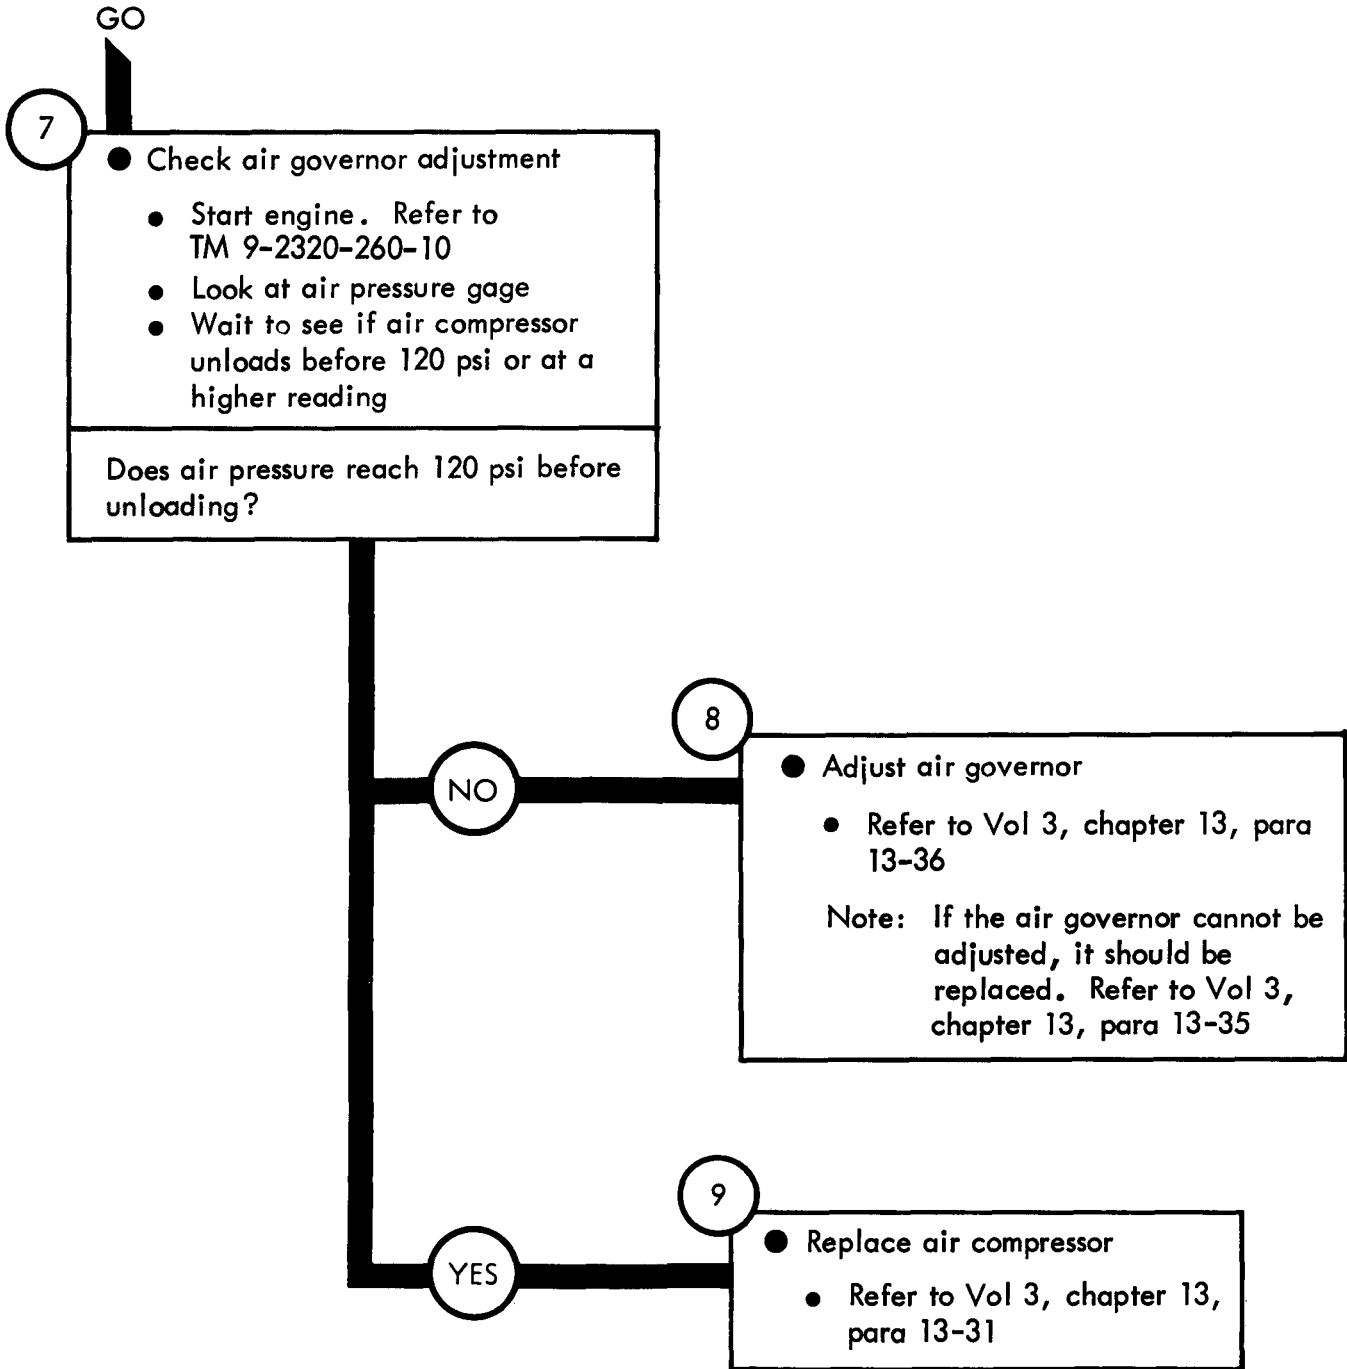 GO
7
● Check air governor adjustment
● Start engine. Refer to
TM 9-2320-260-10
● Look at air pressure gage
● Wait to see if air compressor
unloads before 120 psi or at a
higher reading
Does air pressure reach 120 psi before
unloading?
8
NO
● Adjust air governor
● Refer to Vol 3, chapter 13, para
13-36
Note: If the air governor cannot be
adjusted, it should be
replaced. Refer to Vol 3,
chapter 13, para 13-35
9
YES
● Replace air compressor
● Refer to Vol 3, chapter 13,
para 13-31